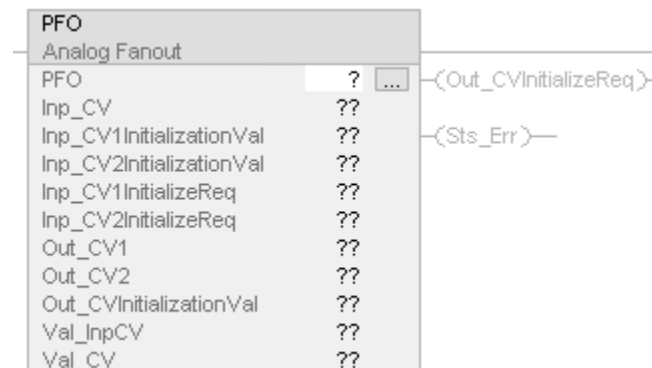 PFO
Analog Fanout
PFO ? ... (Out_CVInitializeReq)
Inp_CV ??
Inp_CV1InitializationVal ?? (Sts_Err)
Inp_CV2InitializationVal ??
Inp_CV1InitializeReq ??
Inp_CV2InitializeReq ??
Out_CV1 ??
Out_CV2 ??
Out_CVInitializationVal ??
Val_InpCV ??
Val_CV ??